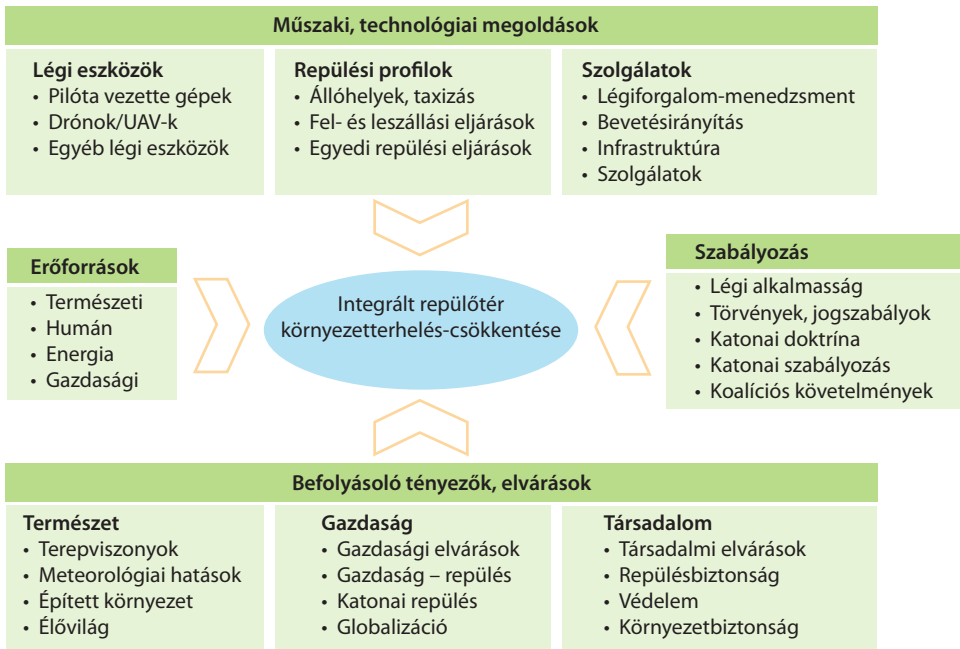 Műszaki, technológiai megoldások
Légi eszközök
• Pilóta vezette gépek
• Drónok/UAV-k
• Egyéb légi eszközök
Repülési profilok
• Állóhelyek, taxizás
• Fel- és leszállási eljárások
• Egyedi repülési eljárások
Szolgálatok
• Légiforgalom-menedzsment
• Bevetésirányítás
• Infrastruktúra
• Szolgálatok
Erőforrások
• Természeti
• Humán
• Energia
• Gazdasági
Integrált repülőtér
környezetterhelés-csökkentése
Szabályozás
• Légi alkalmasság
• Törvények, jogszabályok
• Katonai doktrína
• Katonai szabályozás
• Koalíciós követelmények
Befolyásoló tényezők, elvárások
Természet
• Terepviszonyok
• Meteorológiai hatások
• Épített környezet
• Élővilág
Gazdaság
• Gazdasági elvárások
• Gazdaság – repülés
• Katonai repülés
• Globalizáció
Társadalom
• Társadalmi elvárások
• Repülésbiztonság
• Védelem
• Környezetbiztonság